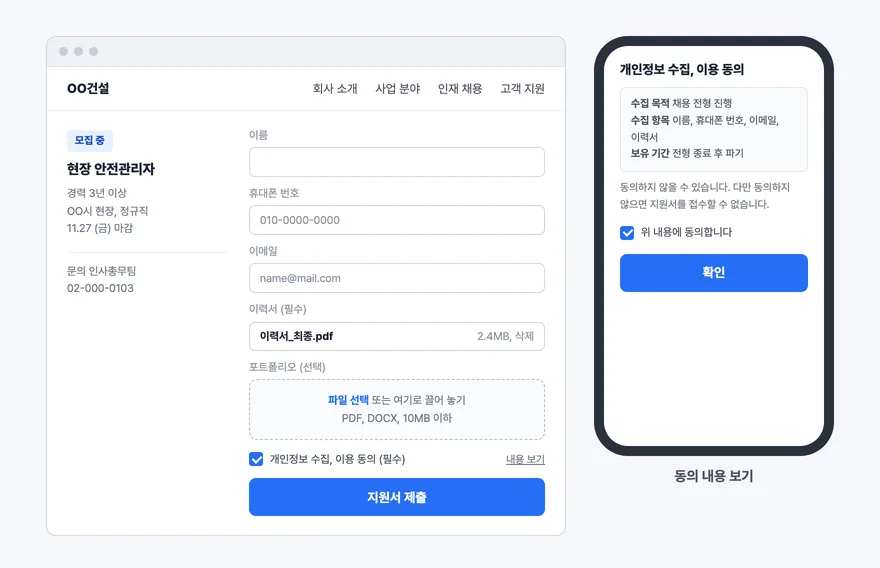 OO건설
회사 소개 사업 분야 인재 채용 고객 지원
모집 중
현장 안전관리자
경력 3년 이상
OO시 현장, 정규직
11.27 (금) 마감
문의 인사총무팀
02-000-0103
이름
휴대폰 번호
010-0000-0000
이메일
name@mail.com
이력서 (필수)
이력서_최종.pdf 2.4MB, 삭제
포트폴리오 (선택)
파일 선택 또는 여기로 끌어 놓기
PDF, DOCX, 10MB 이하
개인정보 수집, 이용 동의 (필수) 내용 보기
지원서 제출
개인정보 수집, 이용 동의
수집 목적 채용 전형 진행
수집 항목 이름, 휴대폰 번호, 이메일,
이력서
보유 기간 전형 종료 후 파기
동의하지 않을 수 있습니다. 다만 동의하지
않으면 지원서를 접수할 수 없습니다.
위 내용에 동의합니다
확인
동의 내용 보기